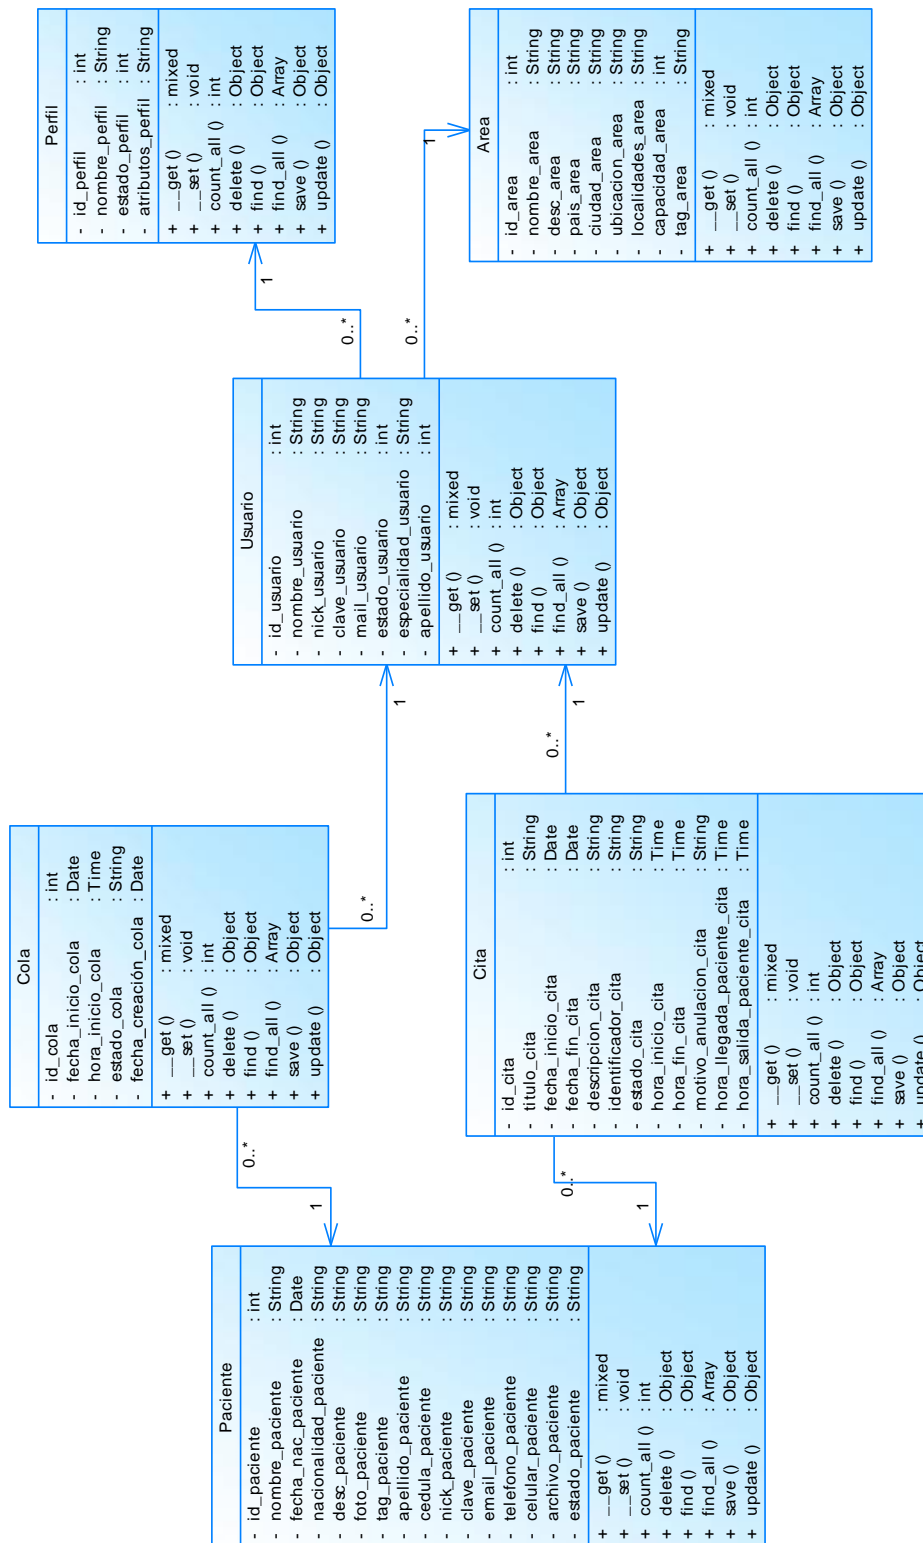 Paciente
- id_paciente : int
- nombre_paciente : String
- fecha_nac_paciente : Date
- nacionalidad_paciente : String
- desc_paciente : String
- foto_paciente : String
- tag_paciente : String
- apellido_paciente : String
- cedula_paciente : String
- nick_paciente : String
- clave_paciente : String
- email_paciente : String
- telefono_paciente : String
- celular_paciente : String
- archivo_paciente : String
- estado_paciente : String
+ __get () : mixed
+ __set () : void
+ count_all () : int
+ delete () : Object
+ find () : Object
+ find_all () : Array
+ save () : Object
+ update () : Object
0..*
1
0..*
1
Cola
- id_cola : int
- fecha_inicio_cola : Date
- hora_inicio_cola : Time
- estado_cola : String
- fecha_creación_cola : Date
+ __get () : mixed
+ __set () : void
+ count_all () : int
+ delete () : Object
+ find () : Object
+ find_all () : Array
+ save () : Object
+ update () : Object
Cita
- id_cita : int
- titulo_cita : String
- fecha_inicio_cita : Date
- fecha_fin_cita : Date
- descripcion_cita : String
- identificador_cita : String
- estado_cita : String
- hora_inicio_cita : Time
- hora_fin_cita : Time
- motivo_anulacion_cita : String
- hora_llegada_paciente_cita : Time
- hora_salida_paciente_cita : Time
+ __get () : mixed
+ __set () : void
+ count_all () : int
+ delete () : Object
+ find () : Object
+ find_all () : Array
+ save () : Object
+ update () : Object
0..*
1
0..*
1
Usuario
- id_usuario : int
- nombre_usuario : String
- nick_usuario : String
- clave_usuario : String
- mail_usuario : String
- estado_usuario : int
- especialidad_usuario : String
- apellido_usuario : int
+ __get () : mixed
+ __set () : void
+ count_all () : int
+ delete () : Object
+ find () : Object
+ find_all () : Array
+ save () : Object
+ update () : Object
0..*
1
0..*
1
Perfil
- id_perfil : int
- nombre_perfil : String
- estado_perfil : int
- atributos_perfil : String
+ __get () : mixed
+ __set () : void
+ count_all () : int
+ delete () : Object
+ find () : Object
+ find_all () : Array
+ save () : Object
+ update () : Object
Area
- id_area : int
- nombre_area : String
- desc_area : String
- pais_area : String
- ciudad_area : String
- ubicacion_area : String
- localidades_area : String
- capacidad_area : int
- tag_area : String
+ __get () : mixed
+ __set () : void
+ count_all () : int
+ delete () : Object
+ find () : Object
+ find_all () : Array
+ save () : Object
+ update () : Object